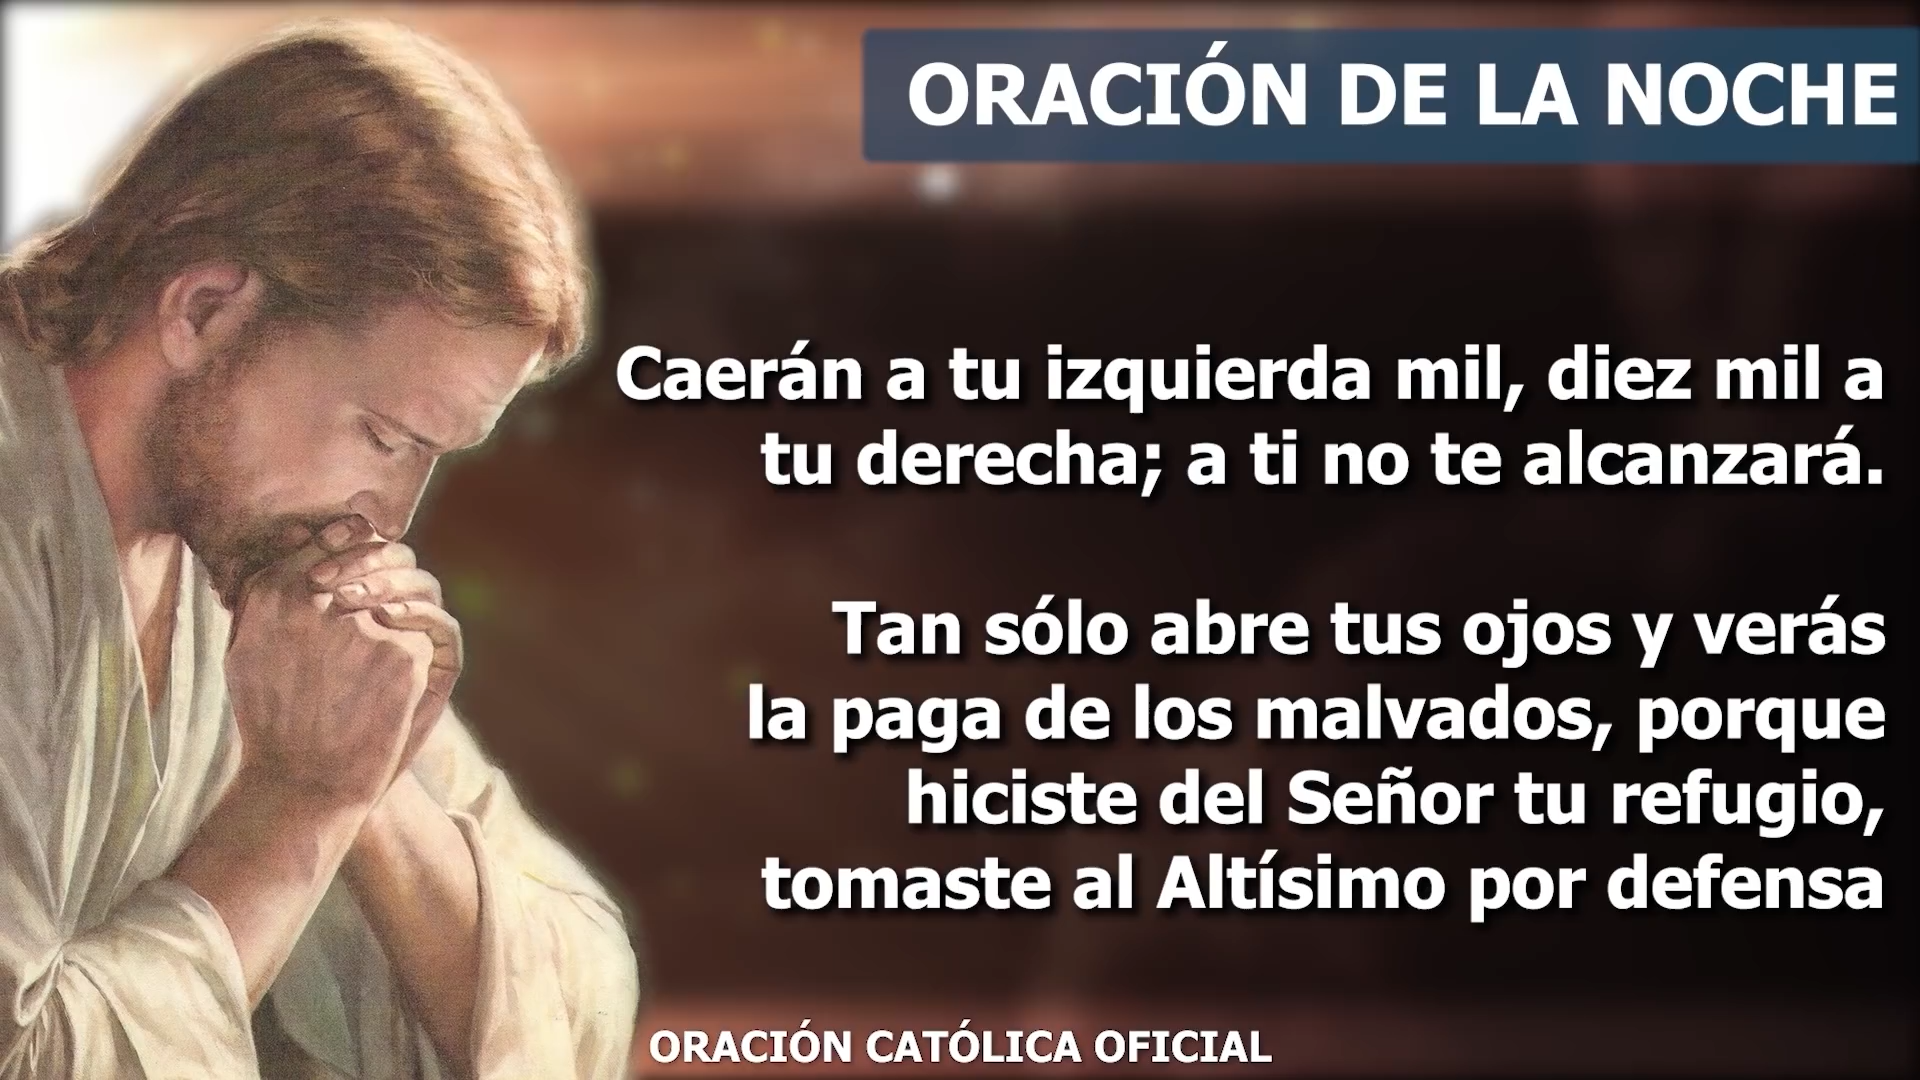 ORACIÓN DE LA NOCHE
Caerán a tu izquierda mil, diez mil a
tu derecha; a ti no te alcanzará.
Tan sólo abre tus ojos y verás
la paga de los malvados, porque
hiciste del Señor tu refugio,
tomaste al Altísimo por defensa
ORACIÓN CATÓLICA OFICIAL